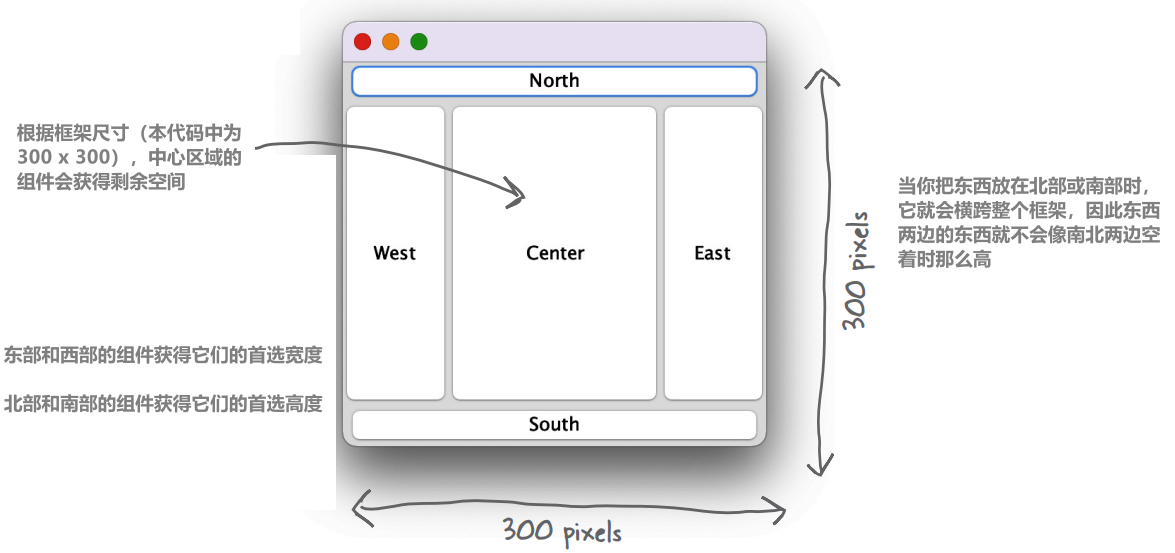 North
根据框架尺寸（本代码中为
300 x 300），中心区域的
组件会获得剩余空间
当你把东西放在北部或南部时，
它就会横跨整个框架，因此东西
两边的东西就不会像南北两边空
着时那么高
West
Center
East
300 pixels
东部和西部的组件获得它们的首选宽度
北部和南部的组件获得它们的首选高度
South
300 pixels